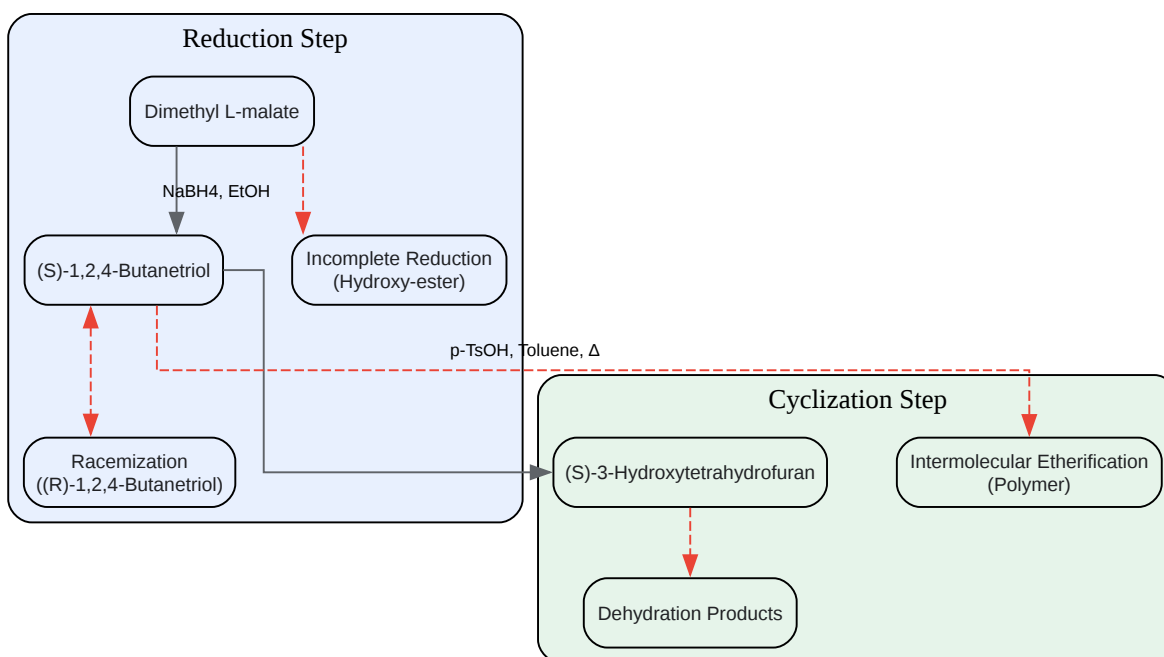 Reduction Step
Dimethyl L-malate
NaBH4, EtOH
(S)-1,2,4-Butanetriol
Incomplete Reduction
(Hydroxy-ester)
p-TsOH, Toluene, Δ
Cyclization Step
Racemization
((R)-1,2,4-Butanetriol)
(S)-3-Hydroxytetrahydrofuran
Intermolecular Etherification
(Polymer)
Dehydration Products